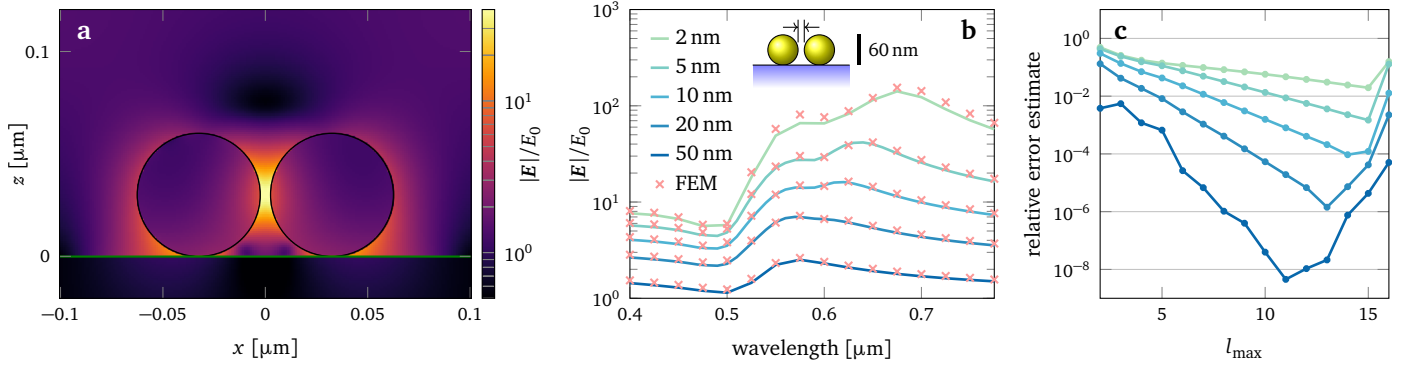 a
z [µm]
0.1
0
−0.1
−0.05
0
0.05
0.1
x [µm]
10¹
10⁰
|E|/E₀
b
|E|/E₀
10³
10²
10¹
10⁰
2 nm
5 nm
10 nm
20 nm
50 nm
FEM
60 nm
0.4
0.5
0.6
0.7
wavelength [µm]
c
relative error estimate
10⁰
10⁻²
10⁻⁴
10⁻⁶
10⁻⁸
5
10
15
lmax